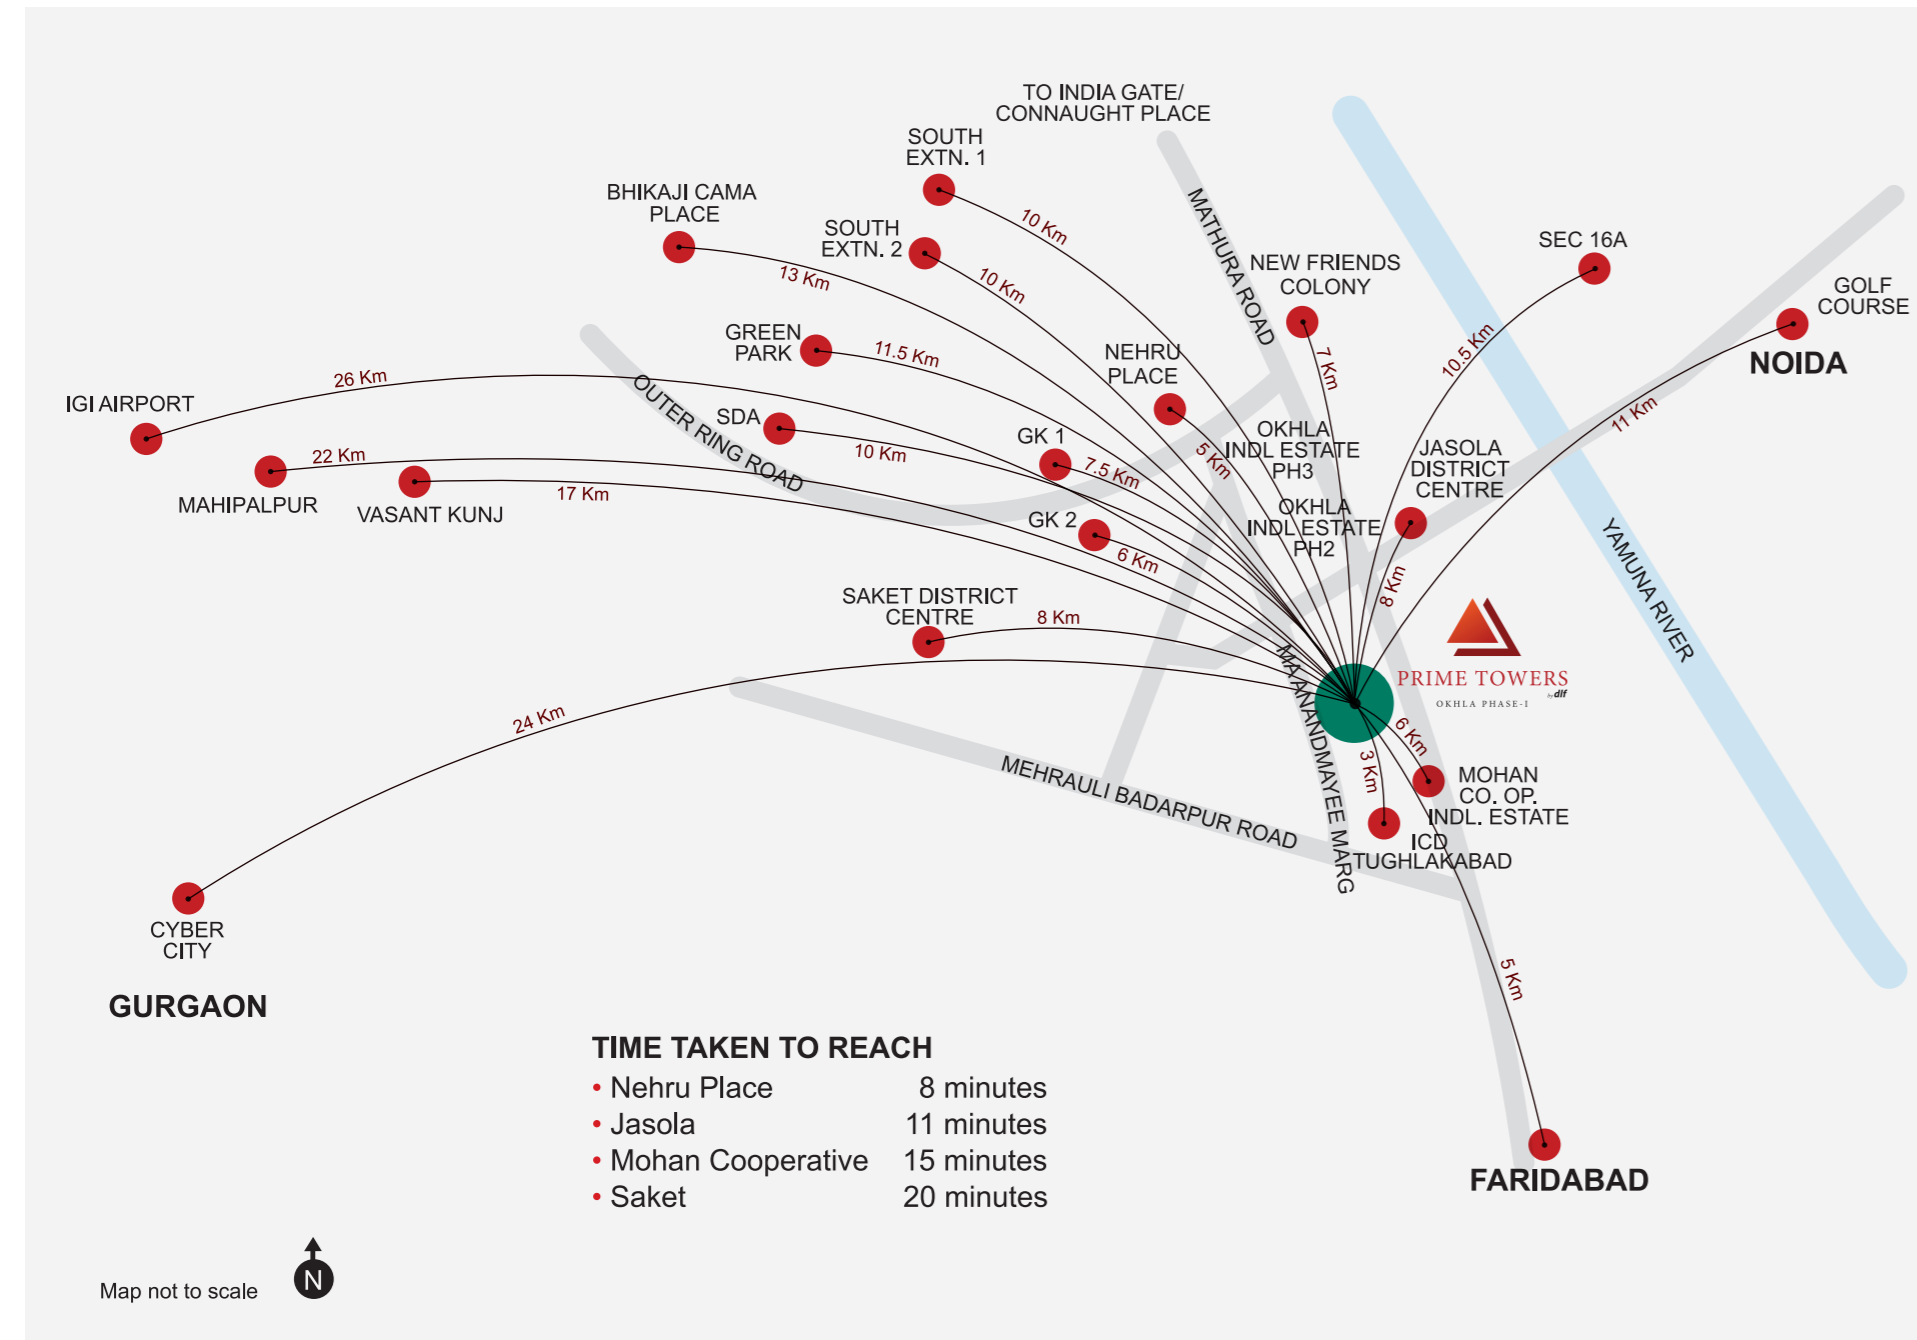 TO INDIA GATE/
CONNAUGHT PLACE
SOUTH
EXTN. 1
BHIKAJI CAMA
PLACE
SOUTH
EXTN. 2
10 Km
MATHURA ROAD
NEW FRIENDS
COLONY
SEC 16A
GOLF
COURSE
NOIDA
13 Km
10 Km
GREEN
PARK
11.5 Km
NEHRU
PLACE
7 Km
10.5 Km
11 Km
IGI AIRPORT
26 Km
OUTER RING ROAD
SDA
10 Km
GK 1
7.5 Km
5 Km
OKHLA
INDL ESTATE
PH3
JASOLA
DISTRICT
CENTRE
22 Km
MAHIPALPUR
17 Km
VASANT KUNJ
GK 2
6 Km
OKHLA
INDL ESTATE
PH2
8 Km
YAMUNA RIVER
SAKET DISTRICT
CENTRE
8 Km
MA ANANDMAYEE MARG
PRIME TOWERS
by dlf
OKHLA PHASE-I
24 Km
MEHRAULI BADARPUR ROAD
3 Km
6 Km
MOHAN
CO. OP.
INDL. ESTATE
ICD
TUGHLAKABAD
CYBER
CITY
GURGAON
5 Km
FARIDABAD
TIME TAKEN TO REACH
• Nehru Place 8 minutes
• Jasola 11 minutes
• Mohan Cooperative 15 minutes
• Saket 20 minutes
Map not to scale
N